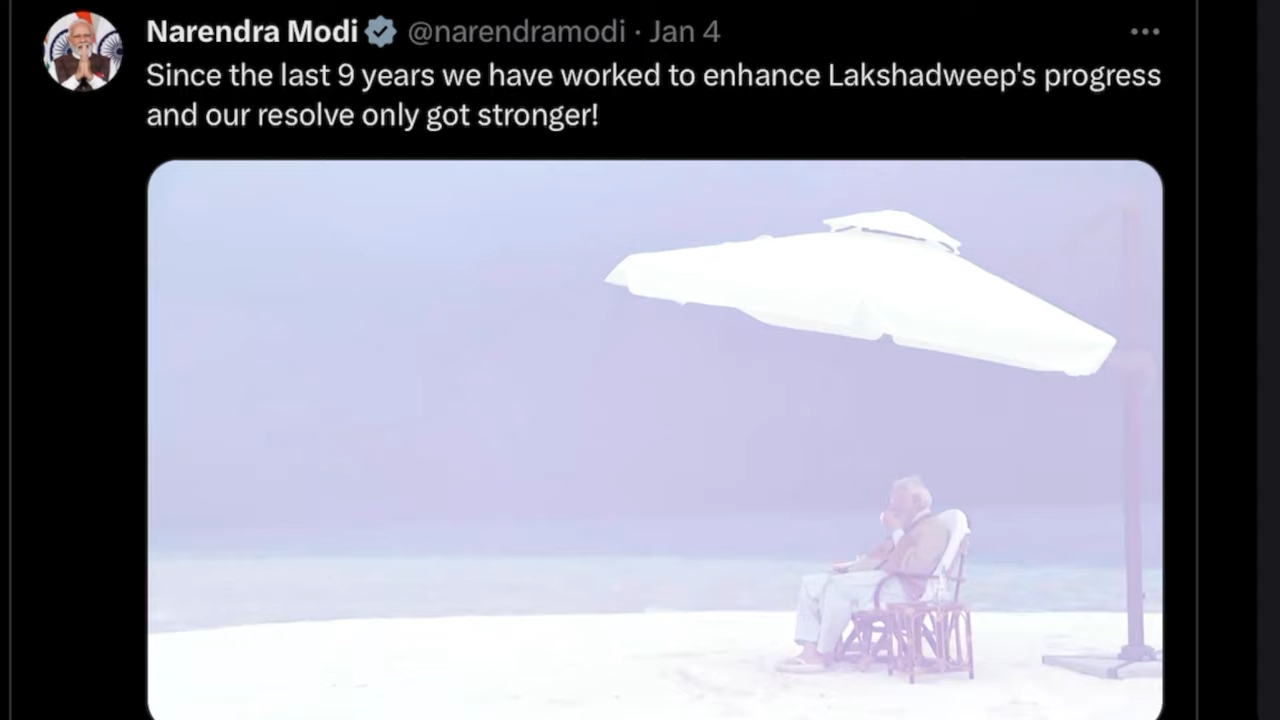 Narendra Modi @narendramodi · Jan 4
Since the last 9 years we have worked to enhance Lakshadweep's progress
and our resolve only got stronger!